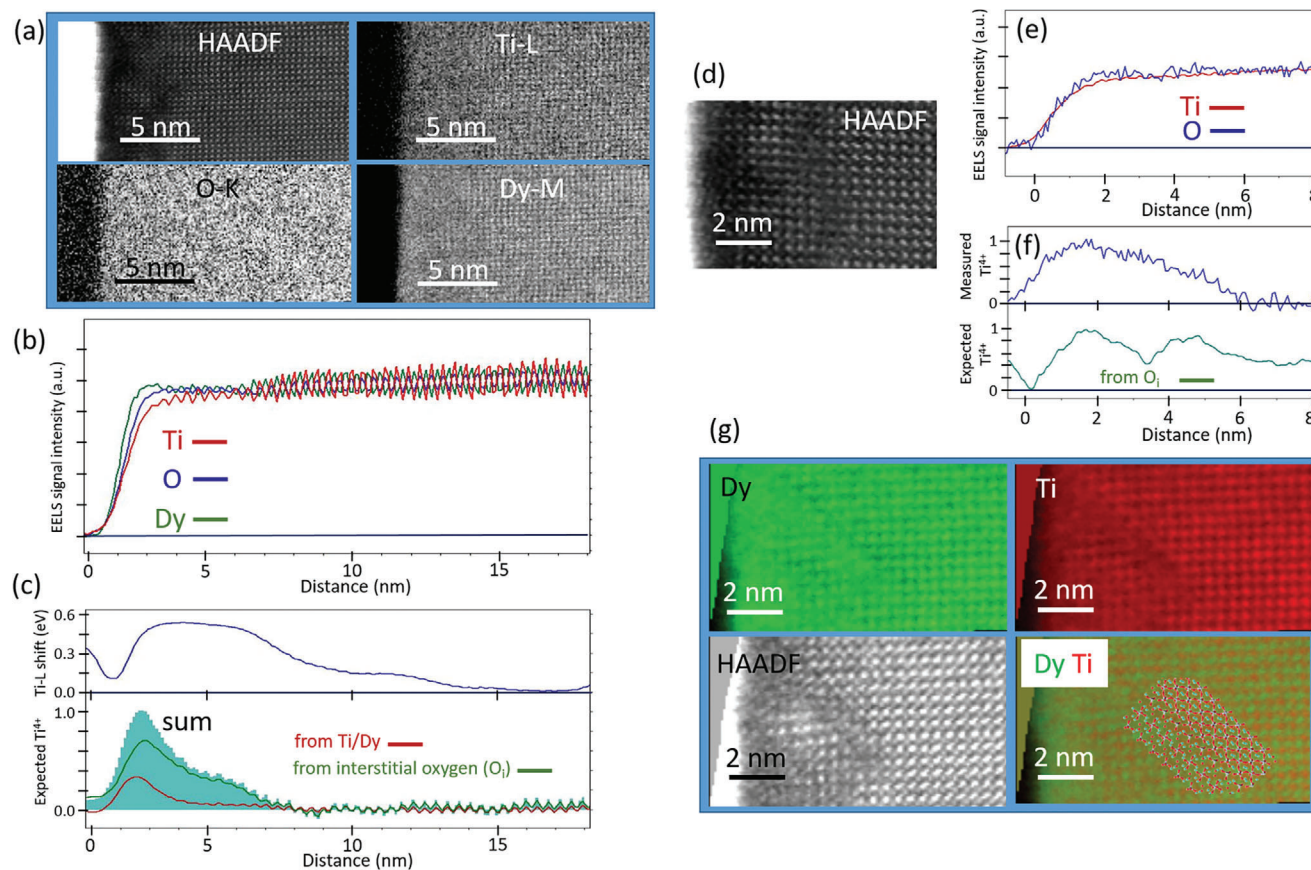 (a)
HAADF
Ti-L
5 nm
5 nm
O-K
Dy-M
5 nm
5 nm
(b)
EELS signal intensity (a.u.)
Ti
O
Dy
0
5
10
15
Distance (nm)
(c)
Ti-L shift (eV)
0.6
0.3
0.0
Expected Ti⁴⁺
1.0
0.0
sum
from Ti/Dy
from interstitial oxygen (Oᵢ)
0
5
10
15
Distance (nm)
(d)
HAADF
2 nm
(e)
EELS signal intensity (a.u.)
Ti
O
0
2
4
6
8
Distance (nm)
(f)
Measured
Ti⁴⁺
1
0
Expected
Ti⁴⁺
1
0
from Oᵢ
0
2
4
6
8
Distance (nm)
(g)
Dy
Ti
2 nm
2 nm
HAADF
Dy Ti
2 nm
2 nm